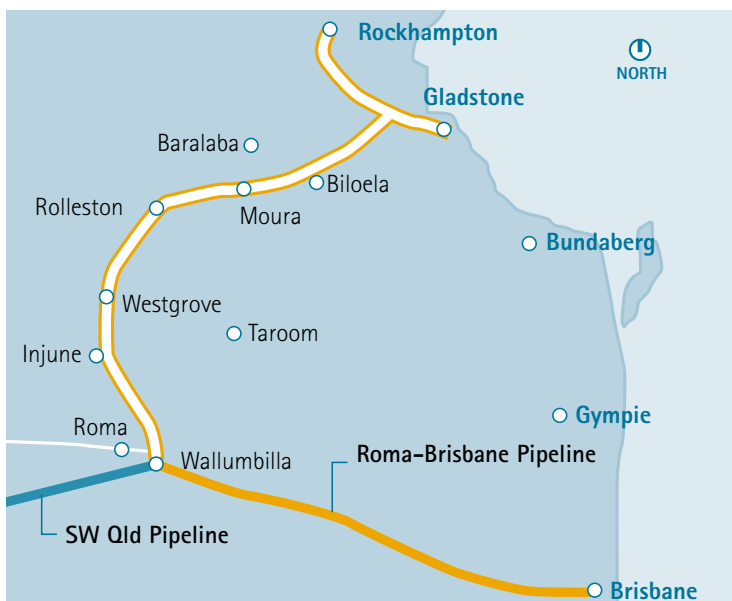 Rockhampton
NORTH
Gladstone
Baralaba
Biloela
Rolleston
Moura
Bundaberg
Westgrove
Taroom
Injune
Gympie
Roma
Roma-Brisbane Pipeline
Wallumbilla
SW Qld Pipeline
Brisbane